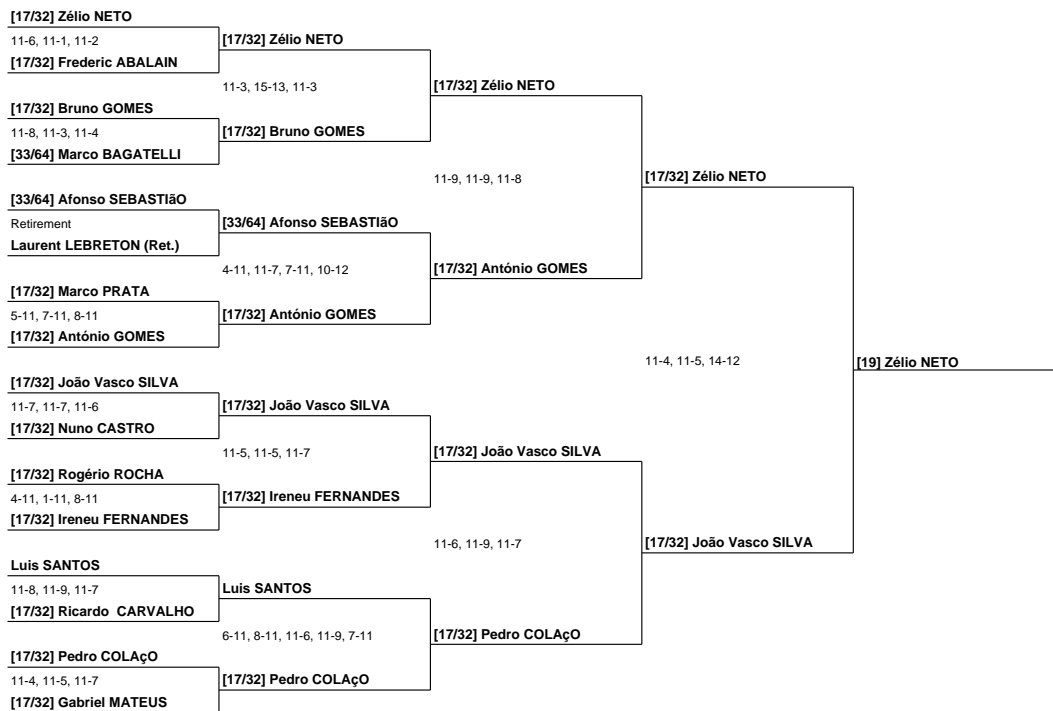 [17/32] Zélio NETO
11-6, 11-1, 11-2
[17/32] Frederic ABALAIN
[17/32] Bruno GOMES
11-8, 11-3, 11-4
[33/64] Marco BAGATELLI
[33/64] Afonso SEBASTIãO
Retirement
Laurent LEBRETON (Ret.)
[17/32] Marco PRATA
5-11, 7-11, 8-11
[17/32] António GOMES
[17/32] João Vasco SILVA
11-7, 11-7, 11-6
[17/32] Nuno CASTRO
[17/32] Rogério ROCHA
4-11, 1-11, 8-11
[17/32] Ireneu FERNANDES
Luis SANTOS
11-8, 11-9, 11-7
[17/32] Ricardo  CARVALHO
[17/32] Pedro COLAçO
11-4, 11-5, 11-7
[17/32] Gabriel MATEUS
[17/32] Zélio NETO
11-3, 15-13, 11-3
[17/32] Bruno GOMES
[33/64] Afonso SEBASTIãO
4-11, 11-7, 7-11, 10-12
[17/32] António GOMES
[17/32] João Vasco SILVA
11-5, 11-5, 11-7
[17/32] Ireneu FERNANDES
Luis SANTOS
6-11, 8-11, 11-6, 11-9, 7-11
[17/32] Pedro COLAçO
[17/32] Zélio NETO
11-9, 11-9, 11-8
[17/32] António GOMES
[17/32] João Vasco SILVA
11-6, 11-9, 11-7
[17/32] Pedro COLAçO
[17/32] Zélio NETO
11-4, 11-5, 14-12
[17/32] João Vasco SILVA
[19] Zélio NETO